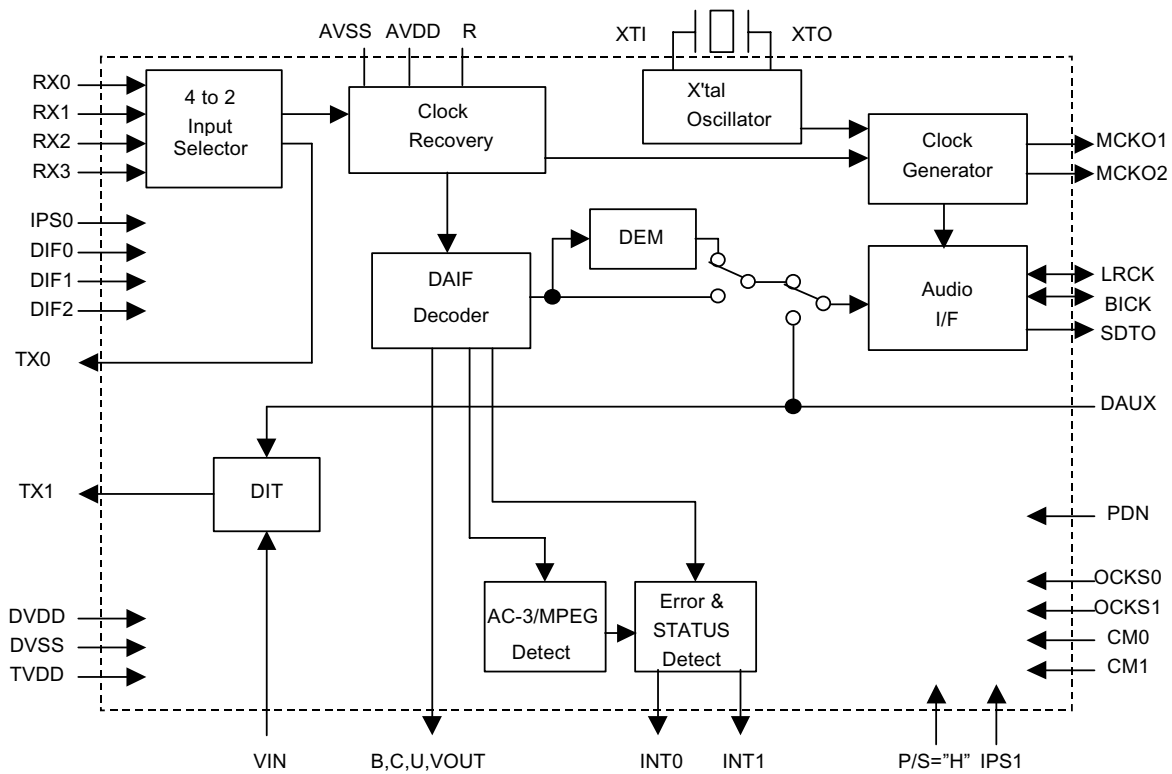 AVSS AVDD R
XTI XTO
RX0
RX1
RX2
RX3
4 to 2
Input
Selector
Clock
Recovery
X'tal
Oscillator
Clock
Generator
MCKO1
MCKO2
IPS0
DIF0
DIF1
DIF2
DAIF
Decoder
DEM
Audio
I/F
LRCK
BICK
SDTO
TX0
DAUX
TX1
DIT
PDN
AC-3/MPEG
Detect
Error &
STATUS
Detect
OCKS0
OCKS1
CM0
CM1
DVDD
DVSS
TVDD
VIN
B,C,U,VOUT
INT0
INT1
P/S="H"
IPS1